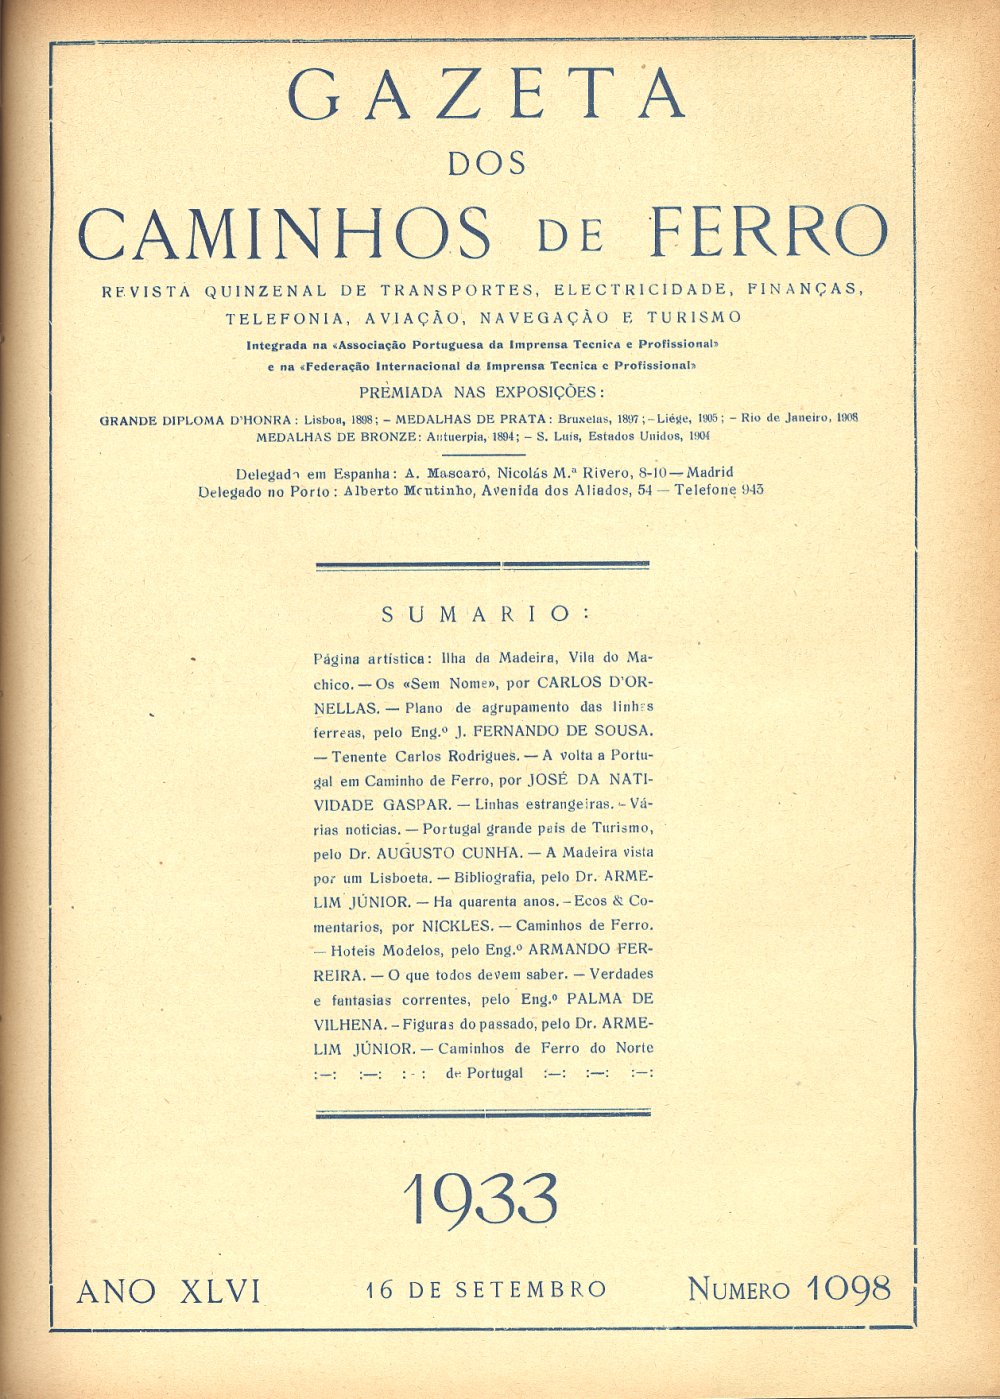 GAZETA
DOS
CAMINHOS DE FERRO
REVISTA QUINZENAL DE TRANSPORTES, ELECTRICIDADE, FINANÇAS,
TELEFONIA, AVIAÇÃO, NAVEGAÇÃO E TURISMO
Integrada na «Associação Portuguesa da Imprensa Tecnica e Profissional»
e na «Federação Internacional da Imprensa Tecnica e Profissional»
PREMIADA NAS EXPOSIÇÕES:
GRANDE DIPLOMA D'HONRA: Lisboa, 1898; – MEDALHAS DE PRATA: Bruxelas, 1897; – Liége, 1905; – Rio de Janeiro, 1908
MEDALHAS DE BRONZE: Antuerpia, 1894; – S. Luis, Estados Unidos, 1904
Delegado em Espanha: A. Mascaró, Nicolás M.ª Rivero, 8-10 — Madrid
Delegado no Porto: Alberto Moutinho, Avenida dos Aliados, 54 — Telefone 943
SUMARIO:
Página artística: Ilha da Madeira, Vila do Ma-
chico. — Os «Sem Nome», por CARLOS D'OR-
NELLAS. — Plano de agrupamento das linhas
ferreas, pelo Eng.º J. FERNANDO DE SOUSA.
— Tenente Carlos Rodrigues. — A volta a Portu-
gal em Caminho de Ferro, por JOSÉ DA NATI-
VIDADE GASPAR. — Linhas estrangeiras. – Vá-
rias noticias. — Portugal grande país de Turismo,
pelo Dr. AUGUSTO CUNHA. — A Madeira vista
por um Lisboeta. — Bibliografia, pelo Dr. ARME-
LIM JÚNIOR. — Ha quarenta anos. – Ecos & Co-
mentarios, por NICKLES. — Caminhos de Ferro.
— Hoteis Modelos, pelo Eng.º ARMANDO FER-
REIRA. — O que todos devem saber. — Verdades
e fantasias correntes, pelo Eng.º PALMA DE
VILHENA. – Figuras do passado, pelo Dr. ARME-
LIM JÚNIOR. — Caminhos de Ferro do Norte
:—: :—: :-: de Portugal :—: :—: :—:
1933
ANO XLVI 16 DE SETEMBRO NUMERO 1098